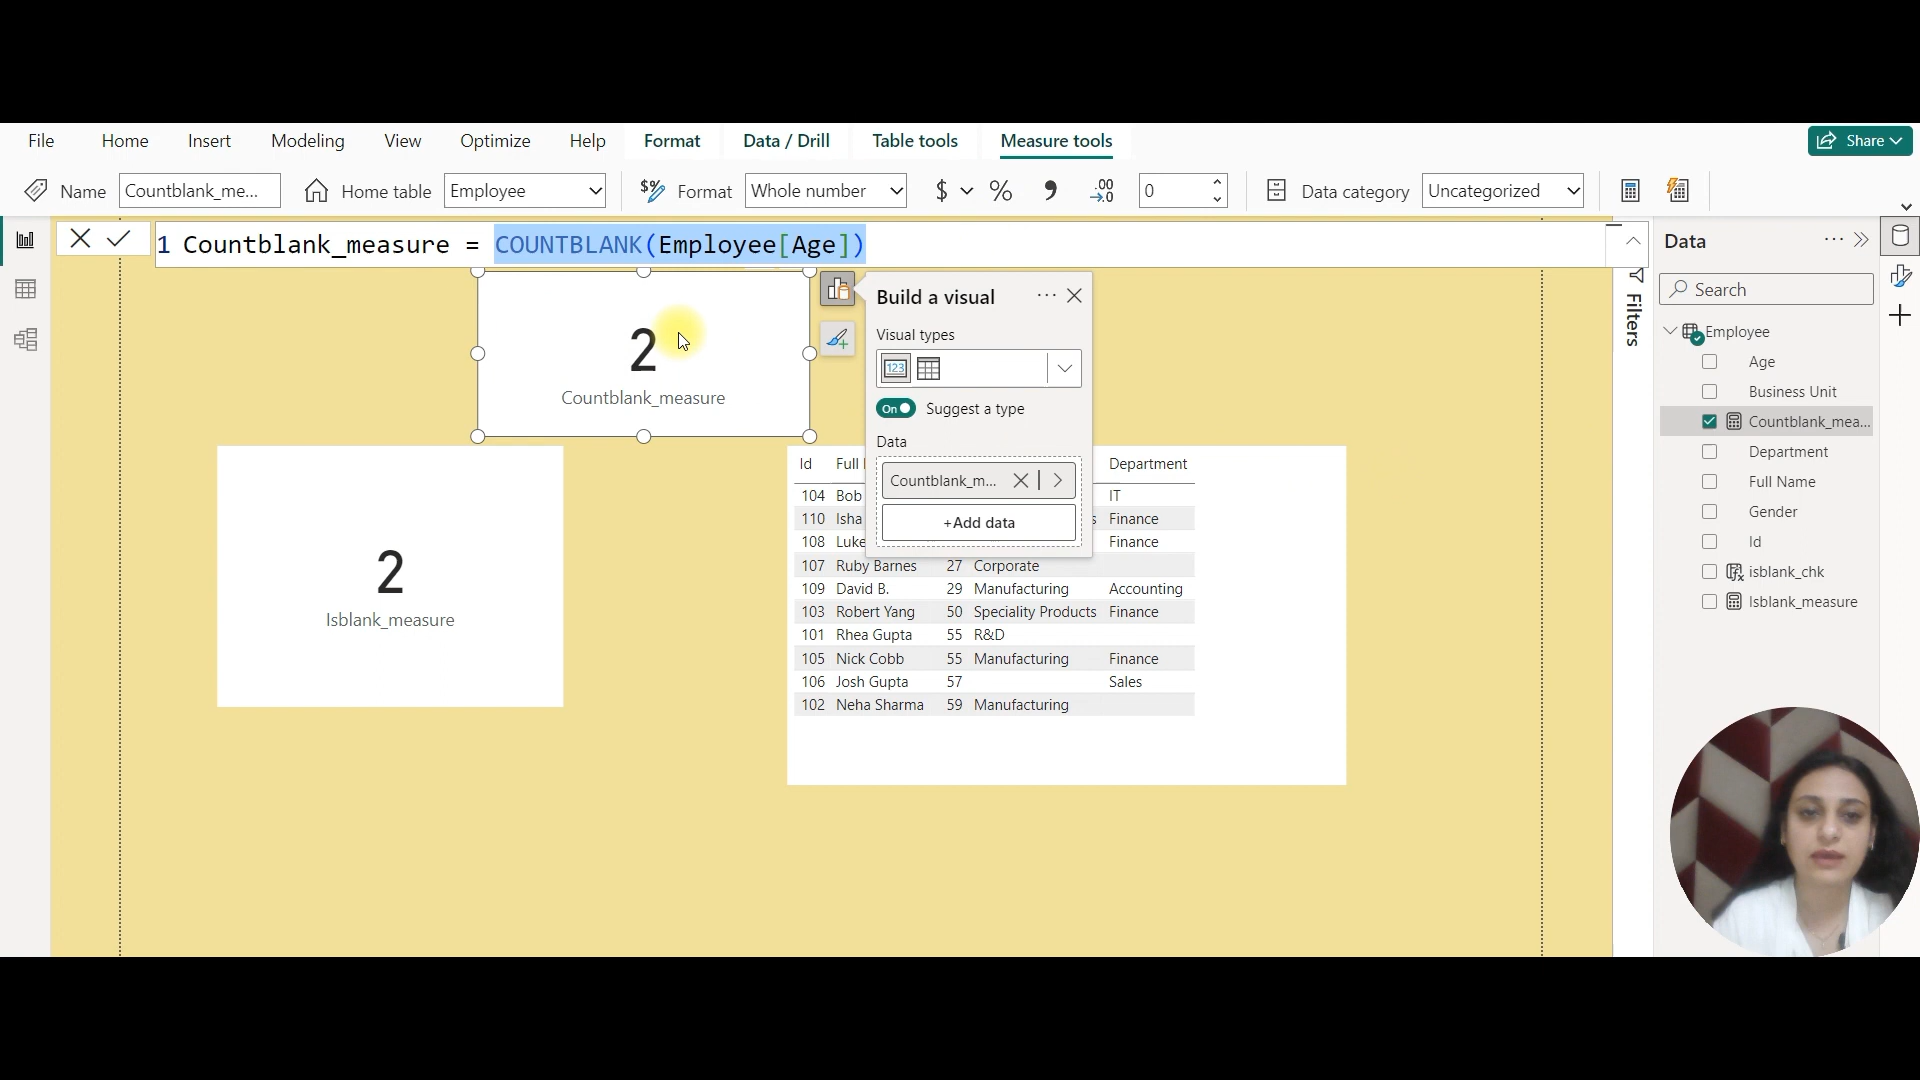 File Home Insert Modeling View Optimize Help Format Data / Drill Table tools Measure tools Share
Name Countblank_me... Home table Employee $% Format Whole number $ % , .00 →.0 0 Data category Uncategorized
1 Countblank_measure = COUNTBLANK(Employee[Age])
2
Countblank_measure
2
Isblank_measure
Build a visual ...
Visual types
123
On Suggest a type
Data
Countblank_m...
+Add data
Id Full Department
104 Bob IT
110 Isha s Finance
108 Luke Finance
107 Ruby Barnes 27 Corporate
109 David B. 29 Manufacturing Accounting
103 Robert Yang 50 Speciality Products Finance
101 Rhea Gupta 55 R&D
105 Nick Cobb 55 Manufacturing Finance
106 Josh Gupta 57 Sales
102 Neha Sharma 59 Manufacturing
Filters
Data ...
Search
Employee
Age
Business Unit
Countblank_mea...
Department
Full Name
Gender
Id
isblank_chk
Isblank_measure